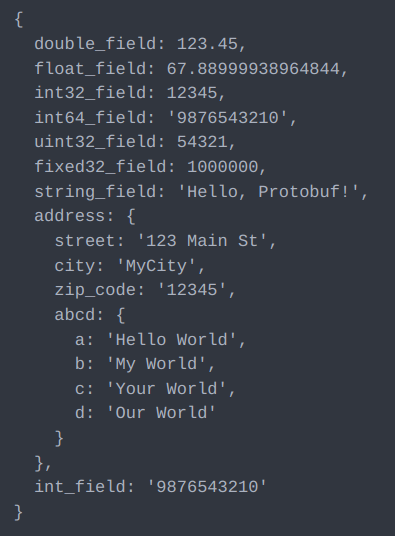 {
  double_field: 123.45,
  float_field: 67.88999938964844,
  int32_field: 12345,
  int64_field: '9876543210',
  uint32_field: 54321,
  fixed32_field: 1000000,
  string_field: 'Hello, Protobuf!',
  address: {
    street: '123 Main St',
    city: 'MyCity',
    zip_code: '12345',
    abcd: {
      a: 'Hello World',
      b: 'My World',
      c: 'Your World',
      d: 'Our World'
    }
  },
  int_field: '9876543210'
}